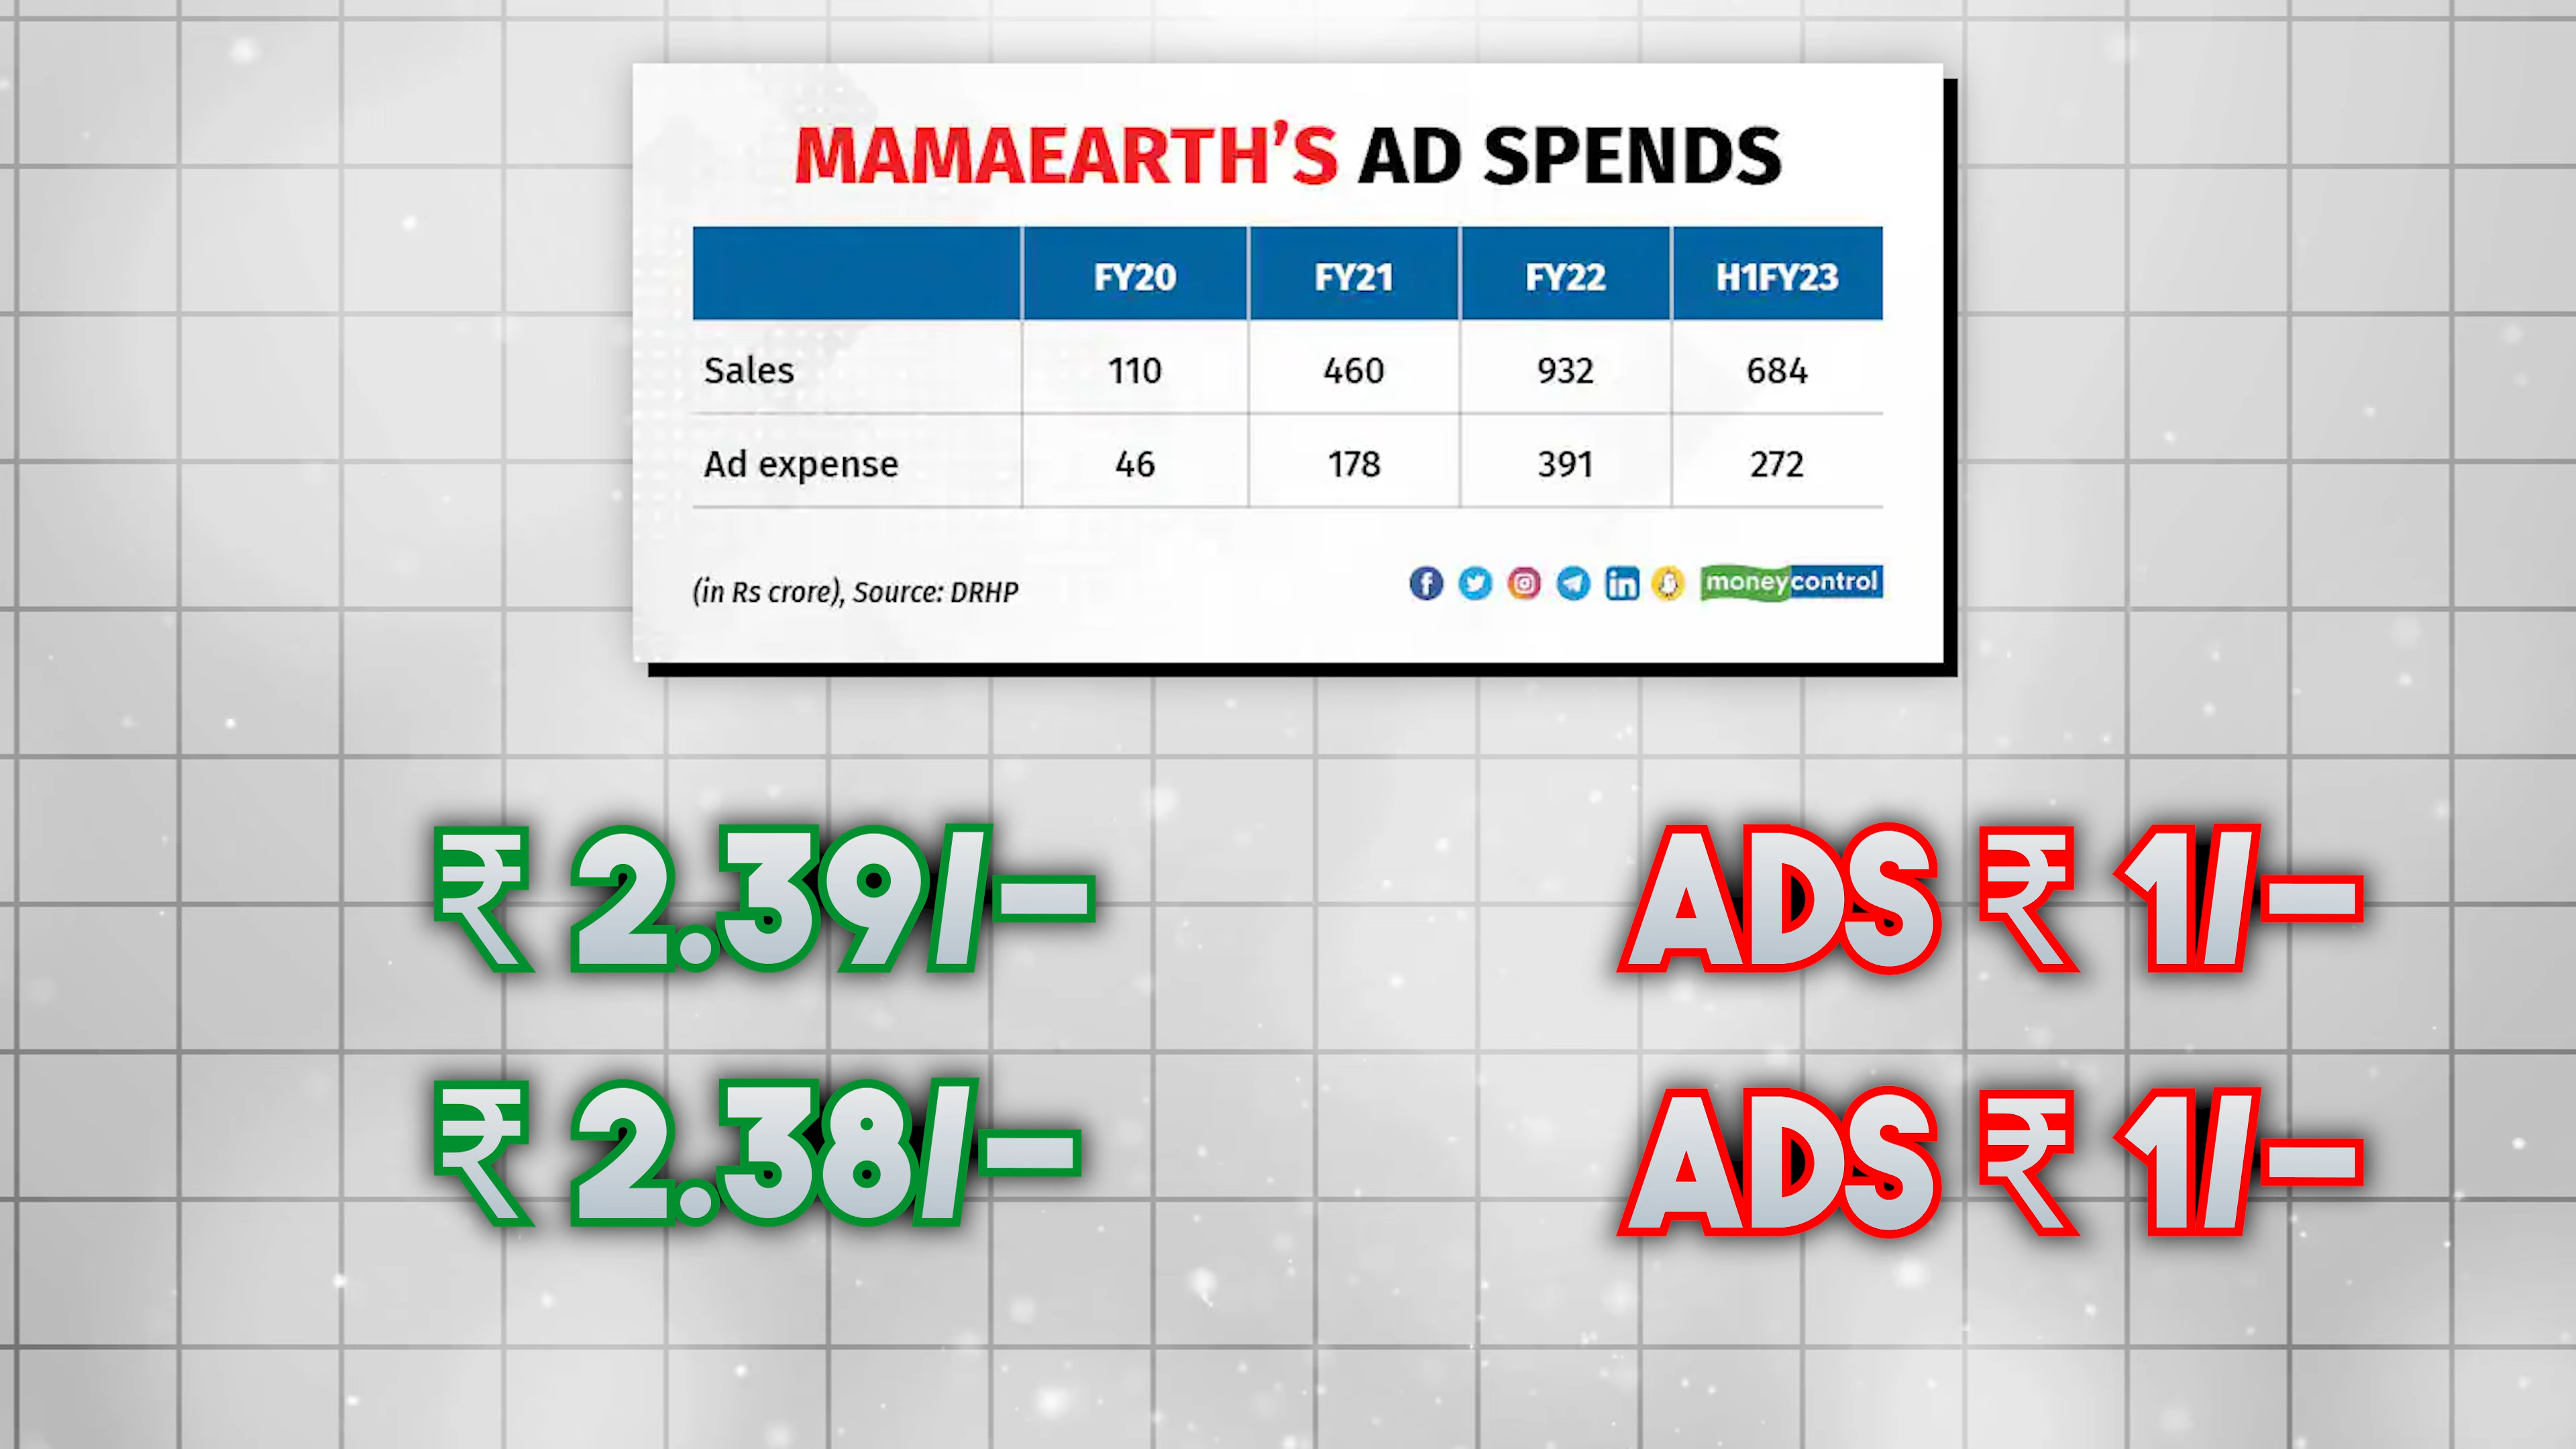 MAMAEARTH'S AD SPENDS
FY20 FY21 FY22 H1FY23
Sales 110 460 932 684
Ad expense 46 178 391 272
(in Rs crore), Source: DRHP moneycontrol
₹ 2.39/- ADS ₹ 1/-
₹ 2.38/- ADS ₹ 1/-